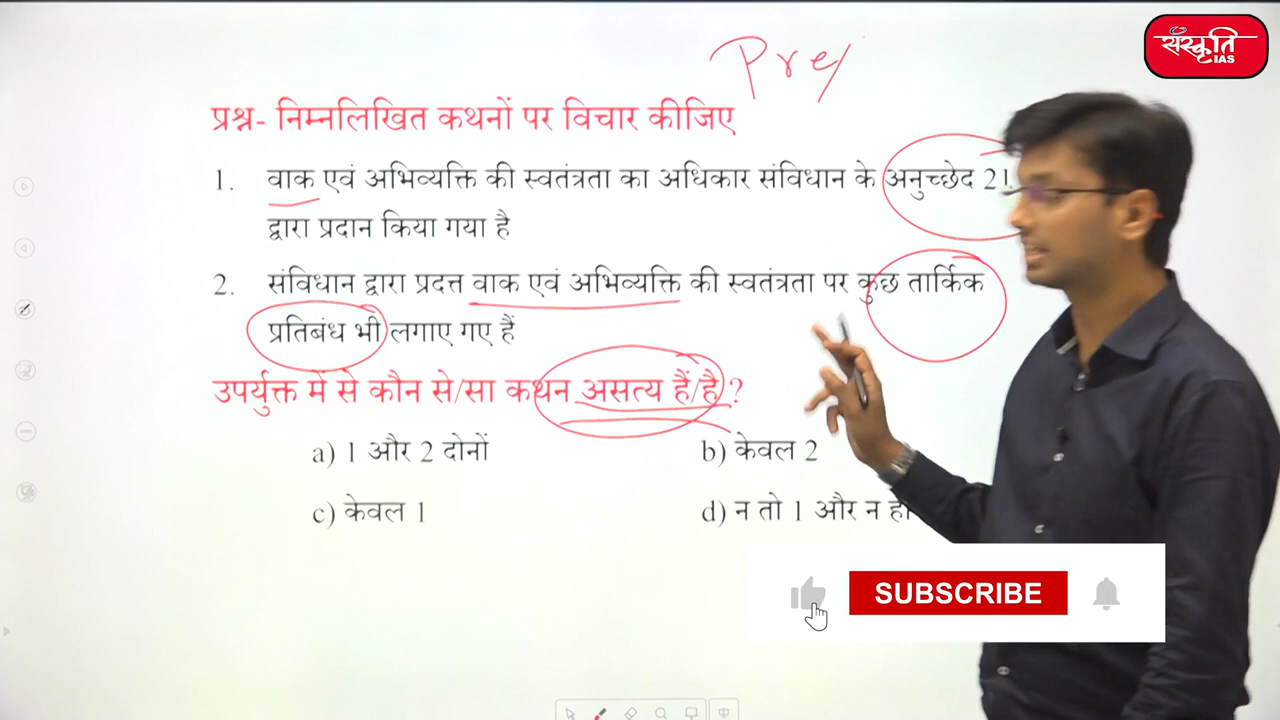 संस्कृति
IAS
Pre
प्रश्न- निम्नलिखित कथनों पर विचार कीजिए
1. वाक एवं अभिव्यक्ति की स्वतंत्रता का अधिकार संविधान के अनुच्छेद
द्वारा प्रदान किया गया है
2. संविधान द्वारा प्रदत्त वाक एवं अभिव्यक्ति की स्वतंत्रता पर कुछ तार्किक
प्रतिबंध भी लगाए गए हैं
उपर्युक्त में से कौन से/सा कथन असत्य हैं/है ?
a) 1 और 2 दोनों b) केवल 2
c) केवल 1 d) न तो 1 और न
SUBSCRIBE